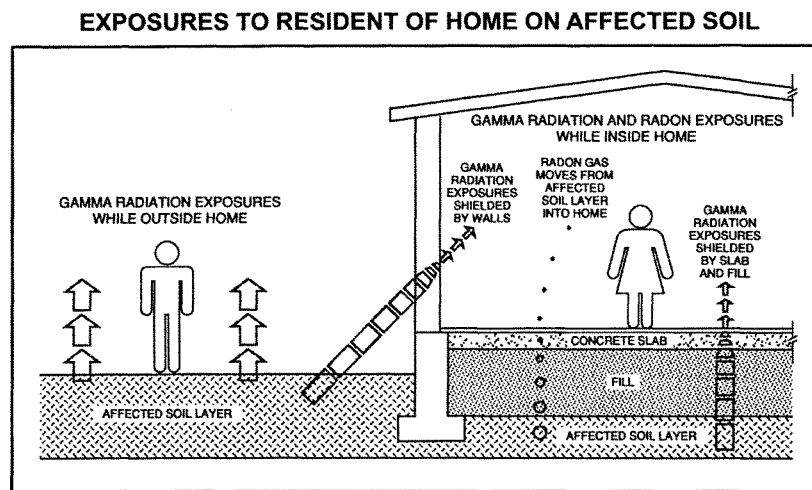 EXPOSURES TO RESIDENT OF HOME ON AFFECTED SOIL
GAMMA RADIATION AND RADON EXPOSURES
WHILE INSIDE HOME
GAMMA RADIATION EXPOSURES
WHILE OUTSIDE HOME
GAMMA
RADIATION
EXPOSURES
SHIELDED
BY WALLS
RADON GAS
MOVES FROM
AFFECTED
SOIL LAYER
INTO HOME
GAMMA
RADIATION
EXPOSURES
SHIELDED
BY SLAB
AND FILL
CONCRETE SLAB
FILL
AFFECTED SOIL LAYER
AFFECTED SOIL LAYER